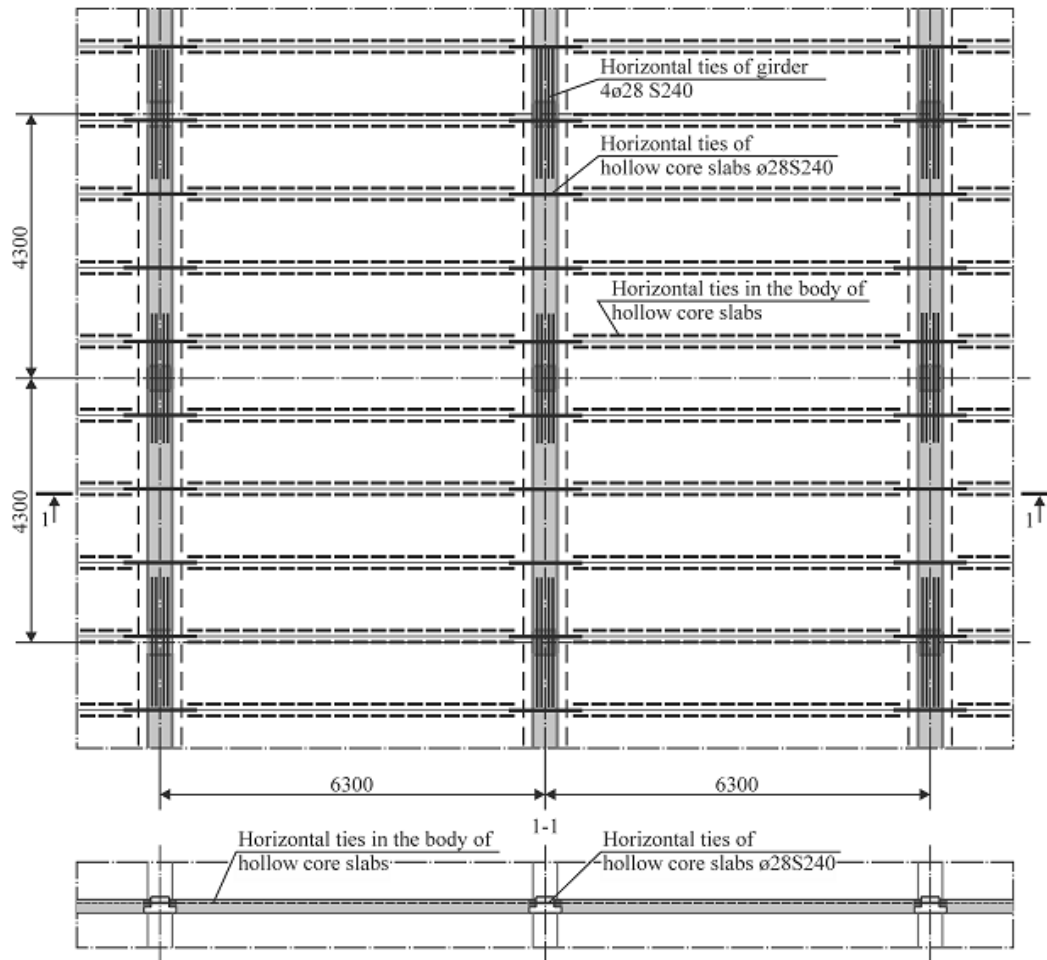 Horizontal ties of girder
4ø28 S240
Horizontal ties of
hollow core slabs ø28S240
4300
Horizontal ties in the body of
hollow core slabs
4300
1
1
6300
6300
1-1
Horizontal ties in the body of
hollow core slabs
Horizontal ties of
hollow core slabs ø28S240